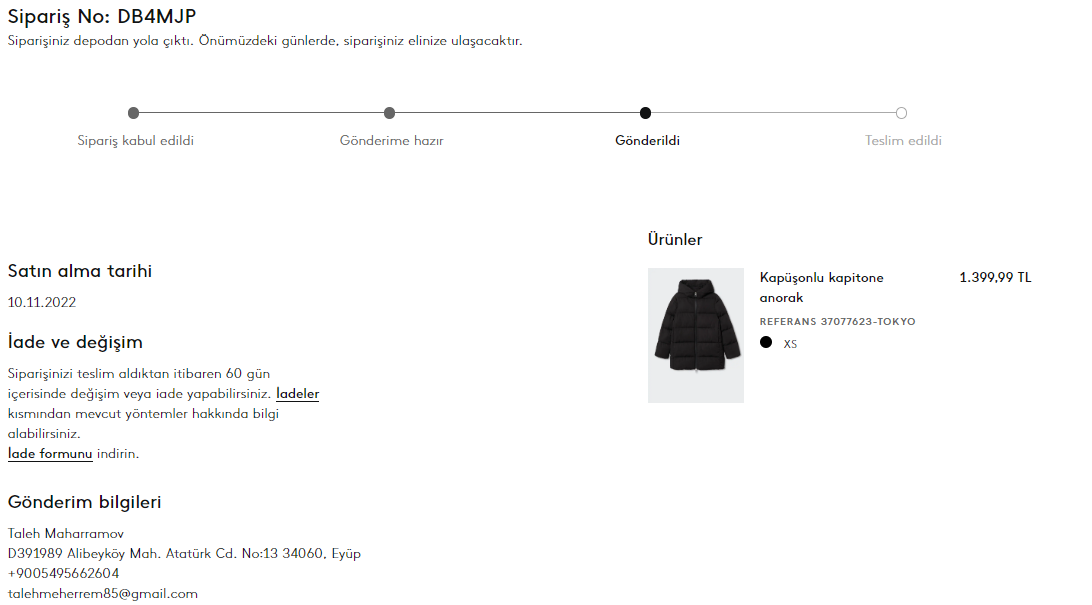 Sipariş No: DB4MJP
Siparişiniz depodan yola çıktı. Önümüzdeki günlerde, siparişiniz elinize ulaşacaktır.
Sipariş kabul edildi
Gönderime hazır
Gönderildi
Teslim edildi
Satın alma tarihi
10.11.2022
İade ve değişim
Siparişinizi teslim aldıktan itibaren 60 gün
içerisinde değişim veya iade yapabilirsiniz. İadeler
kısmından mevcut yöntemler hakkında bilgi
alabilirsiniz.
İade formunu indirin.
Gönderim bilgileri
Taleh Maharramov
D391989 Alibeyköy Mah. Atatürk Cd. No:13 34060, Eyüp
+9005495662604
talehmeherrem85@gmail.com
Ürünler
Kapüşonlu kapitone
anorak
1.399,99 TL
REFERANS 37077623-TOKYO
XS